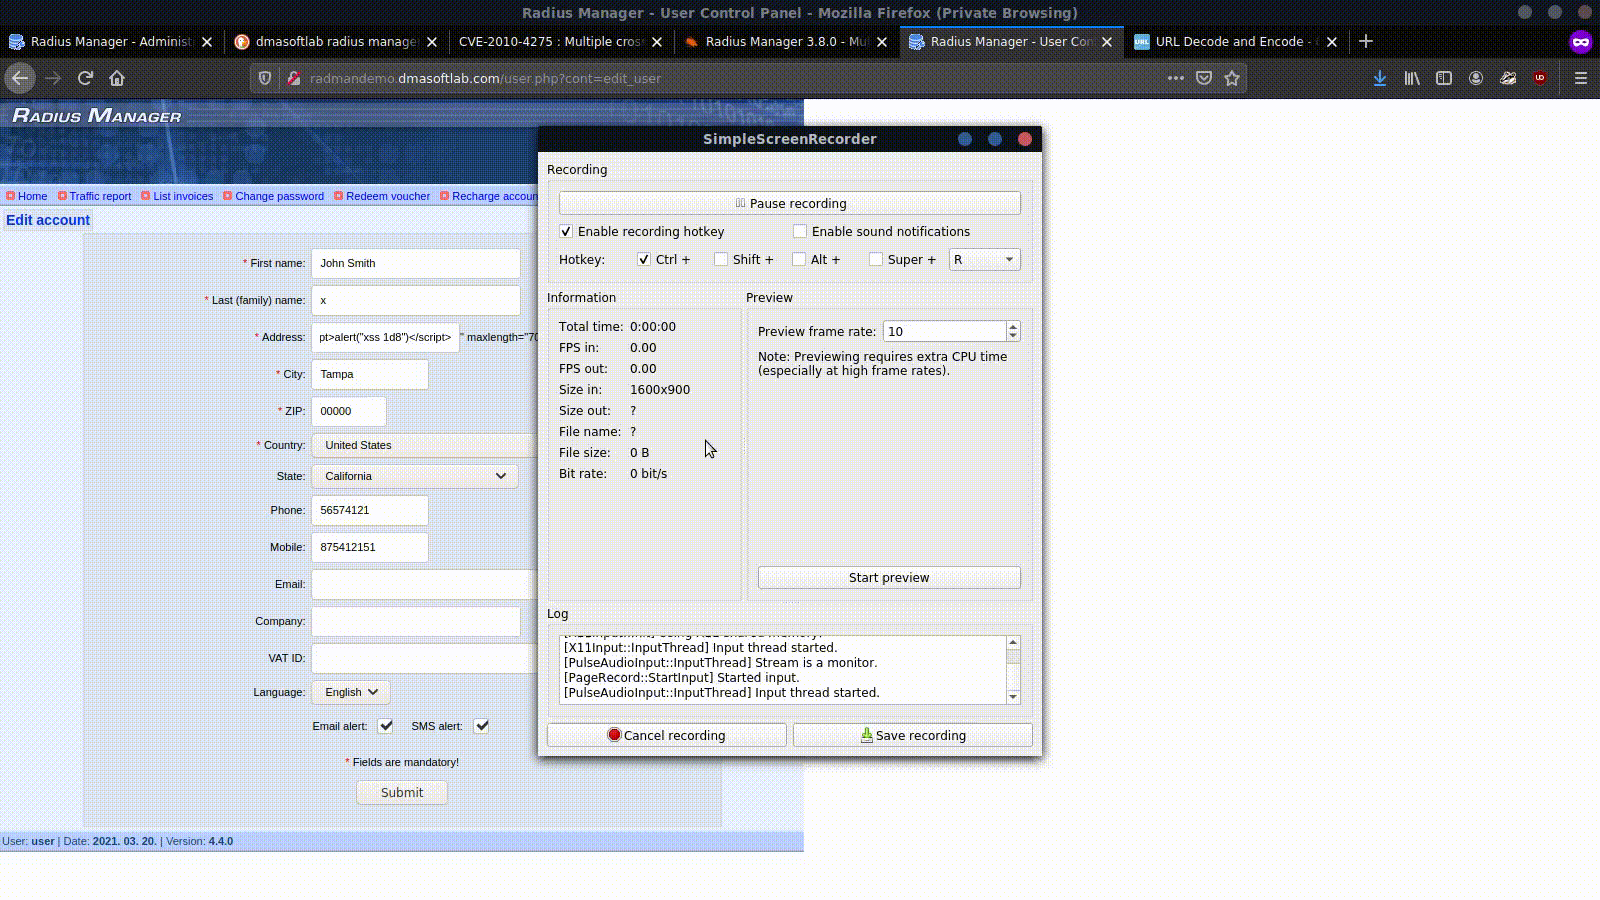 Radius Manager - User Control Panel - Mozilla Firefox (Private Browsing)
Radius Manager - Administ
dmasoftlab radius manage
CVE-2010-4275 : Multiple cros
Radius Manager 3.8.0 - Mu
Radius Manager - User Con
URL Decode and Encode -
radmandemo.dmasoftlab.com/user.php?cont=edit_user
RADIUS MANAGER
Home Traffic report List invoices Change password Redeem voucher Recharge accoun
Edit account
* First name: John Smith
* Last (family) name: x
* Address: pt>alert("xss 1d8")</script> " maxlength="70
* City: Tampa
* ZIP: 00000
* Country: United States
State: California
Phone: 56574121
Mobile: 875412151
Email:
Company:
VAT ID:
Language: English
Email alert: SMS alert:
* Fields are mandatory!
Submit
User: user | Date: 2021. 03. 20. | Version: 4.4.0
SimpleScreenRecorder
Recording
Pause recording
Enable recording hotkey Enable sound notifications
Hotkey: Ctrl + Shift + Alt + Super + R
Information
Total time: 0:00:00
FPS in: 0.00
FPS out: 0.00
Size in: 1600x900
Size out: ?
File name: ?
File size: 0 B
Bit rate: 0 bit/s
Preview
Preview frame rate: 10
Note: Previewing requires extra CPU time
(especially at high frame rates).
Start preview
Log
[X11Input::InputThread] Input thread started.
[PulseAudioInput::InputThread] Stream is a monitor.
[PageRecord::StartInput] Started input.
[PulseAudioInput::InputThread] Input thread started.
Cancel recording Save recording